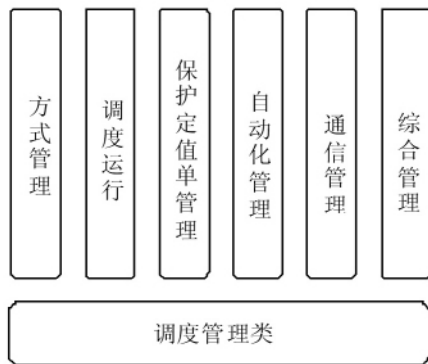 方式管理
调度运行
保护定值单管理
自动化管理
通信管理
综合管理
调度管理类